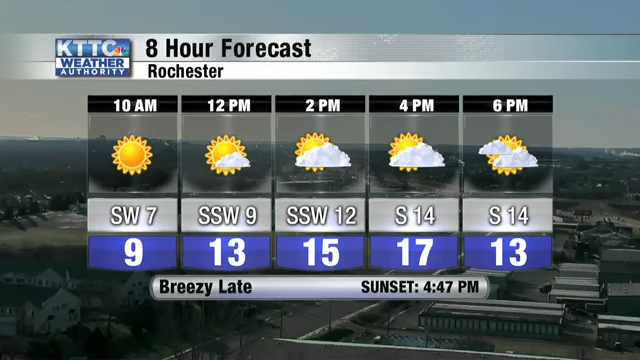 KTTC
WEATHER
AUTHORITY
8 Hour Forecast
Rochester
10 AM 12 PM 2 PM 4 PM 6 PM
SW 7 SSW 9 SSW 12 S 14 S 14
9 13 15 17 13
Breezy Late SUNSET: 4:47 PM